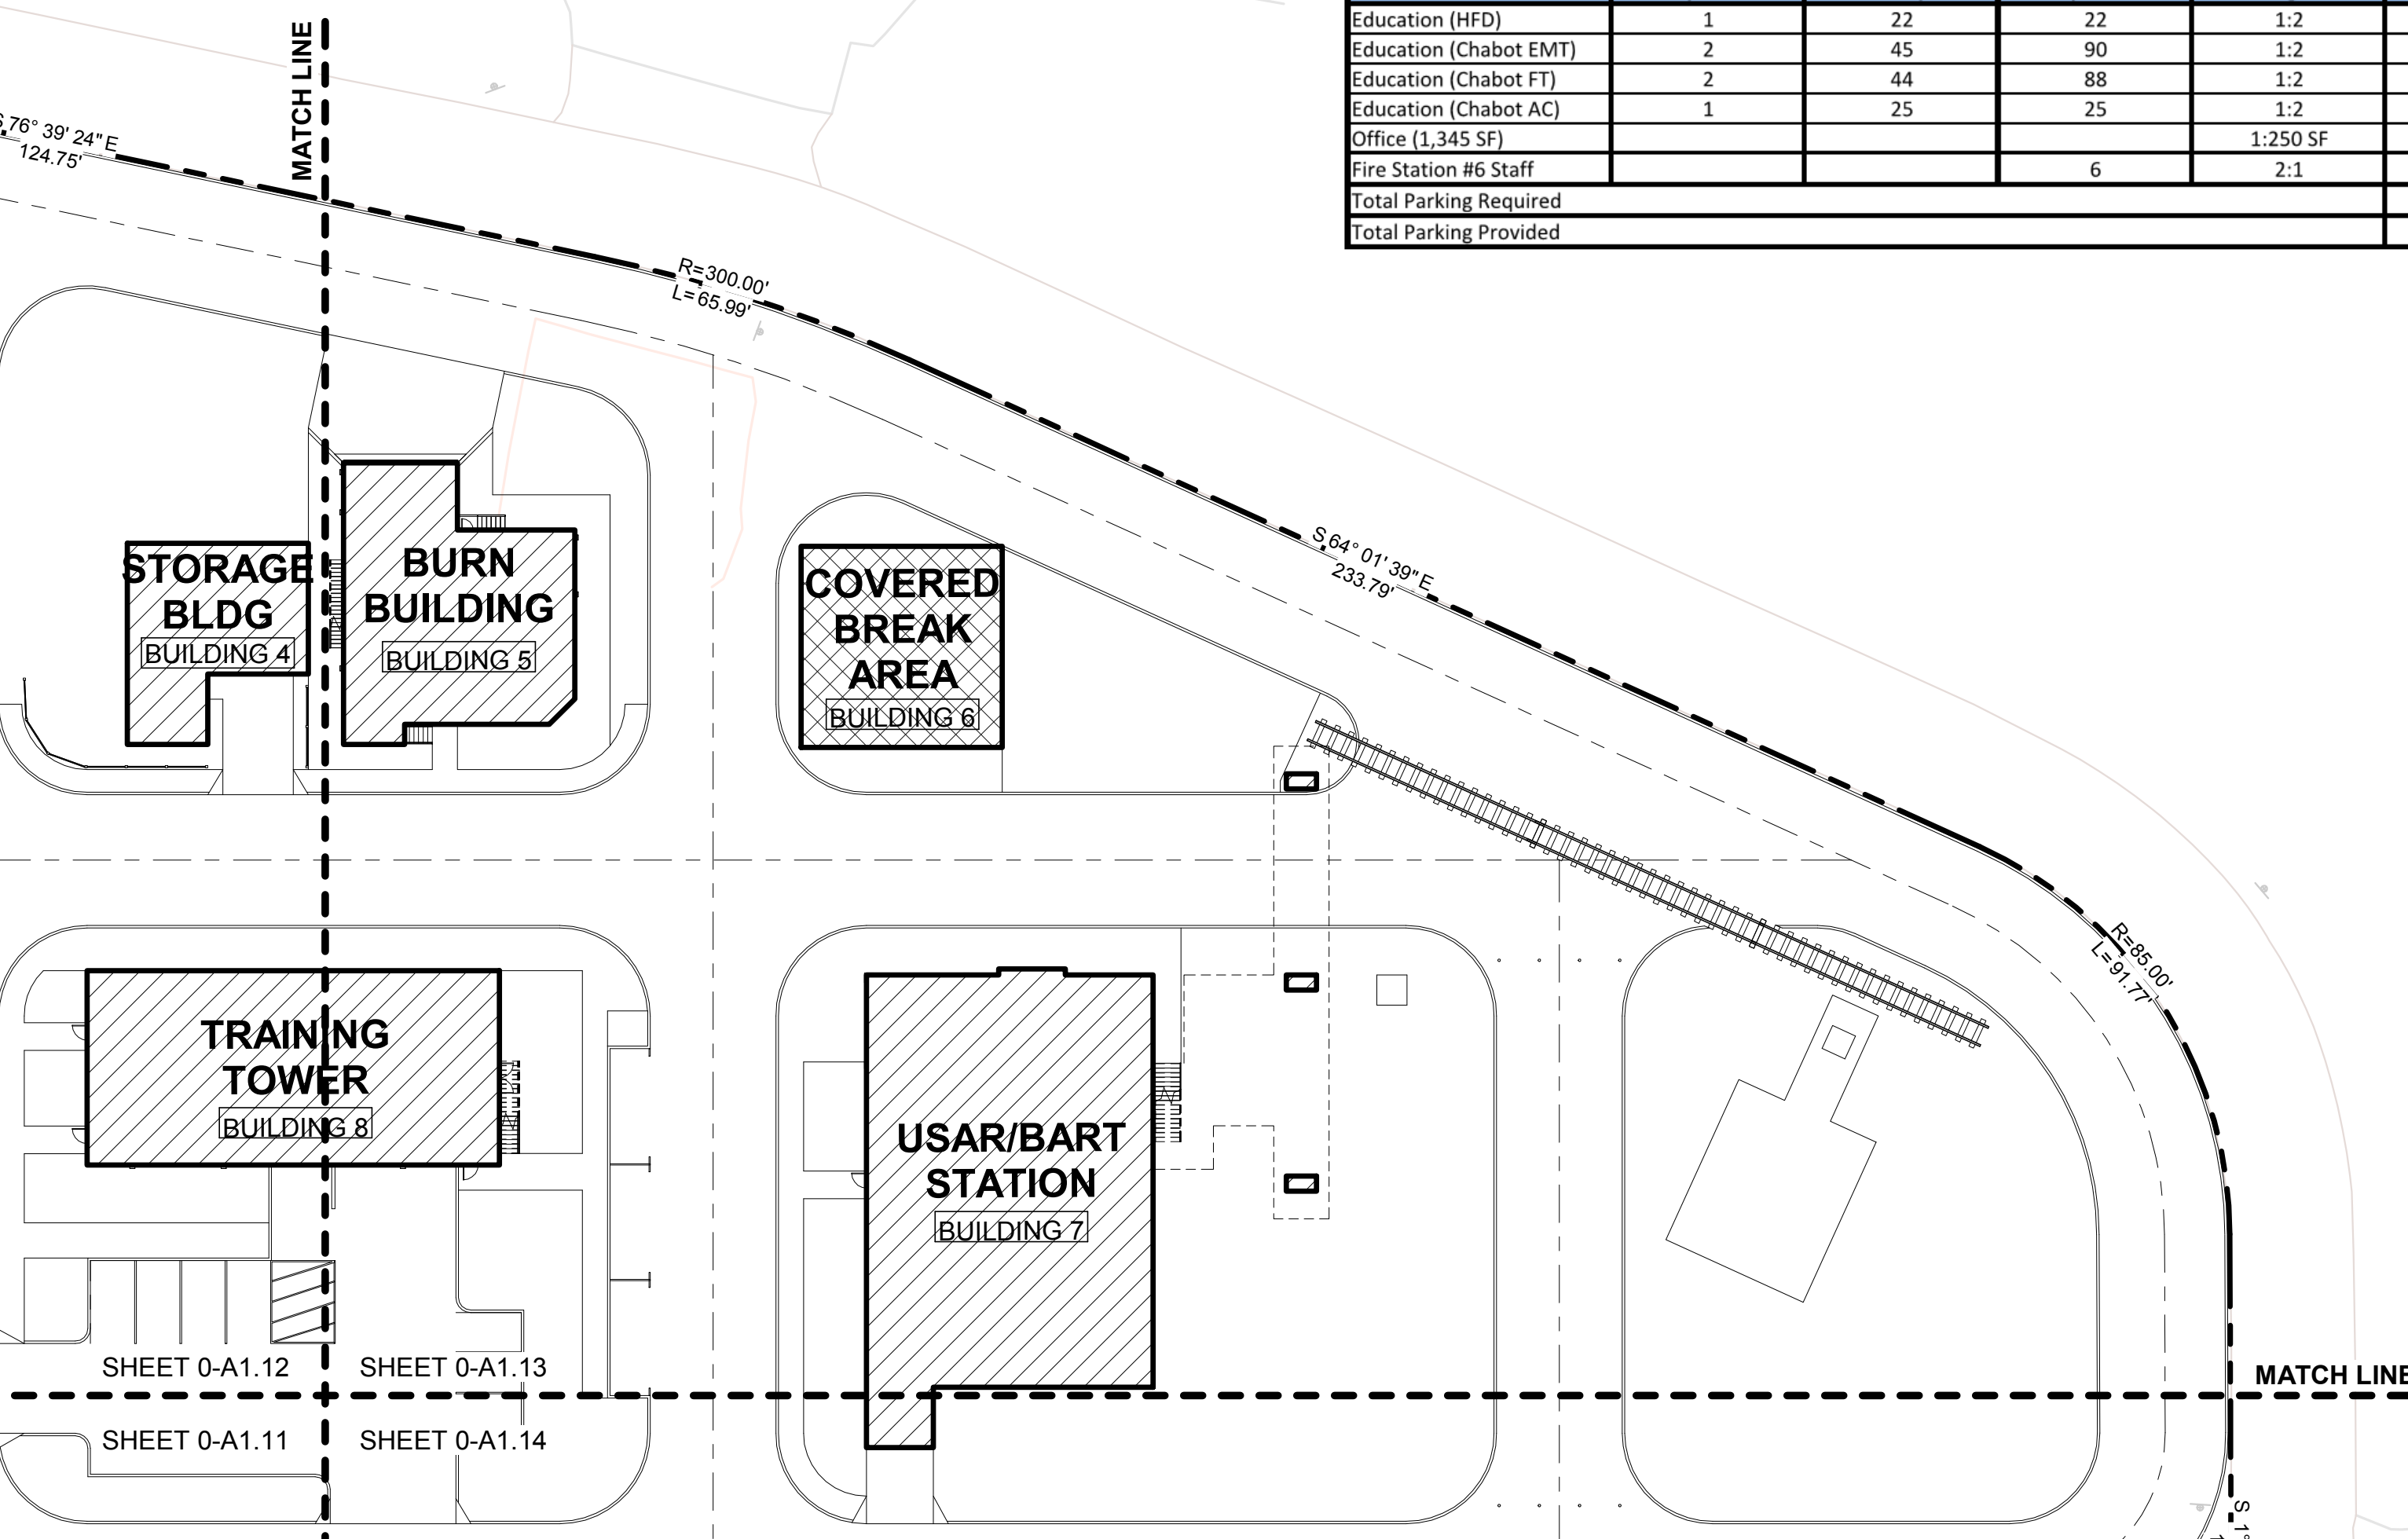 Education (HFD) 1 22 22 1:2
Education (Chabot EMT) 2 45 90 1:2
Education (Chabot FT) 2 44 88 1:2
Education (Chabot AC) 1 25 25 1:2
Office (1,345 SF) 1:250 SF
Fire Station #6 Staff 6 2:1
Total Parking Required
Total Parking Provided
MATCH LINE
S 76° 39' 24" E
124.75'
R=300.00'
L=65.99'
S 64° 01' 39" E
233.79'
STORAGE
BLDG
BUILDING 4
BURN
BUILDING
BUILDING 5
COVERED
BREAK
AREA
BUILDING 6
R=85.00'
L=91.77'
TRAINING
TOWER
BUILDING 8
USAR/BART
STATION
BUILDING 7
SHEET 0-A1.12
SHEET 0-A1.13
MATCH LINE
SHEET 0-A1.11
SHEET 0-A1.14
S 1°